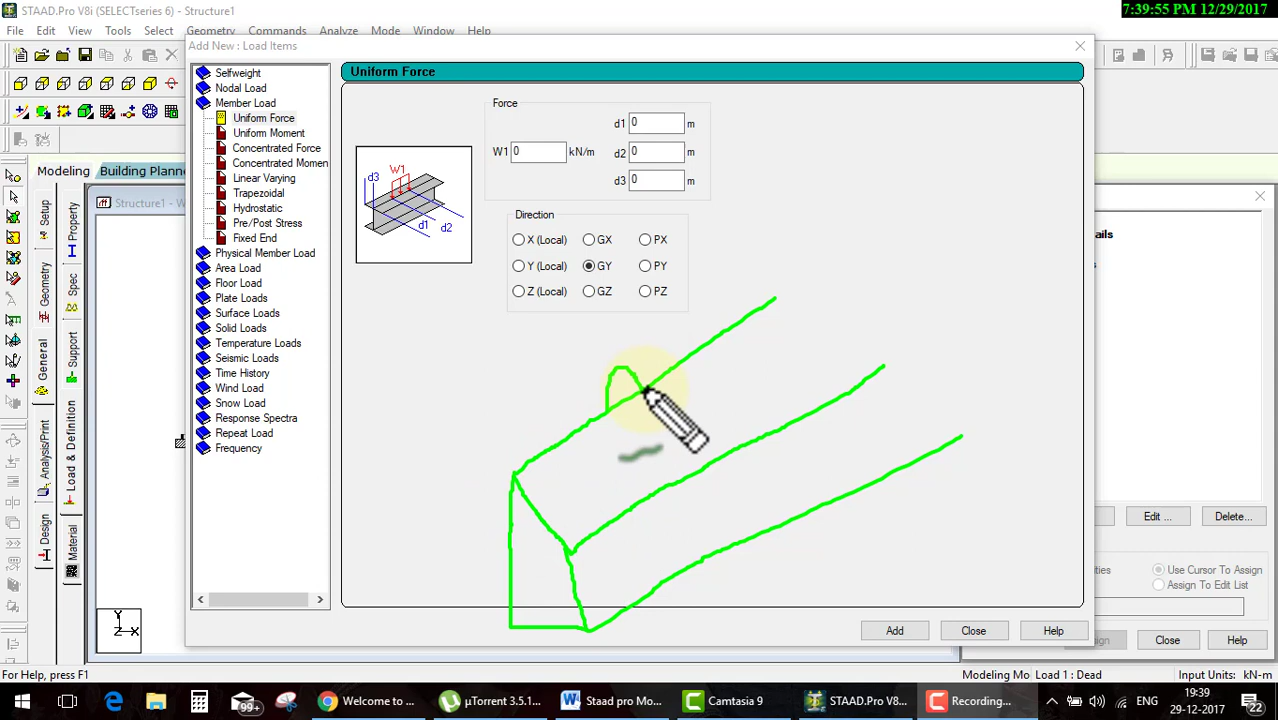 STAAD.Pro V8i (SELECTseries 6) - Structure1
7:39:55 PM 12/29/2017
File Edit View Tools Select Geometry Commands Analyze Mode Window Help
Add New : Load Items
Selfweight
Nodal Load
Member Load
Uniform Force
Uniform Moment
Concentrated Force
Concentrated Momen
Linear Varying
Trapezoidal
Hydrostatic
Pre/Post Stress
Fixed End
Physical Member Load
Area Load
Floor Load
Plate Loads
Surface Loads
Solid Loads
Temperature Loads
Seismic Loads
Time History
Wind Load
Snow Load
Response Spectra
Repeat Load
Frequency
Uniform Force
Force
d1 0 m
W1 0 kN/m d2 0 m
d3 0 m
W1
d3
d1
d2
Direction
X (Local) GX PX
Y (Local) GY PY
Z (Local) GZ PZ
Add Close Help
Modeling Building Planne
Structure1 - W
Setup
Geometry
General
Analysis/Print
Design
Property
Spec
Support
Load & Definition
Material
Y
Z X
ails
s
Edit ... Delete...
ities Use Cursor To Assign
Assign To Edit List
gn Close Help
For Help, press F1
Modeling Mo Load 1 : Dead Input Units: kN-m
99+ Welcome to ... µTorrent 3.5.1... Staad pro Mo... Camtasia 9 STAAD.Pro V8... Recording...
ENG
19:39
29-12-2017
22